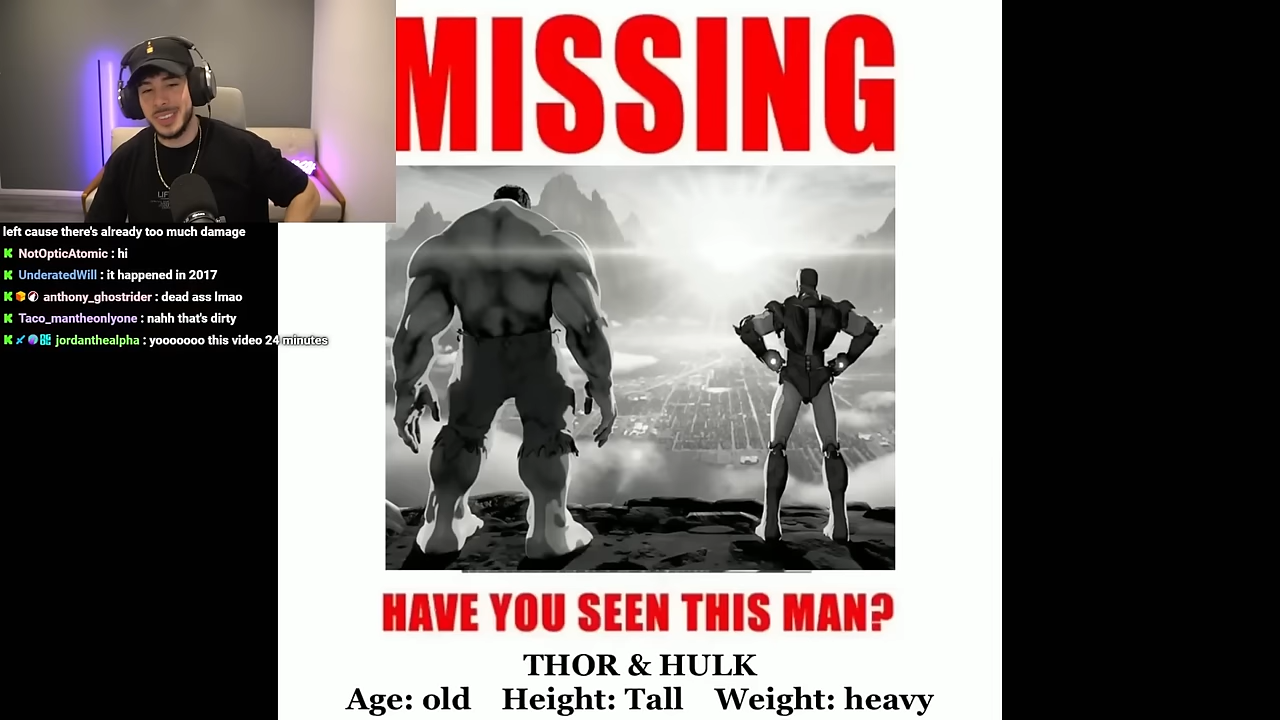 MISSING
left cause there's already too much damage
NotOpticAtomic : hi
UnderatedWill : it happened in 2017
anthony_ghostrider : dead ass lmao
Taco_mantheonlyone : nahh that's dirty
jordanthealpha : yooooooo this video 24 minutes
HAVE YOU SEEN THIS MAN?
THOR & HULK
Age: old Height: Tall Weight: heavy